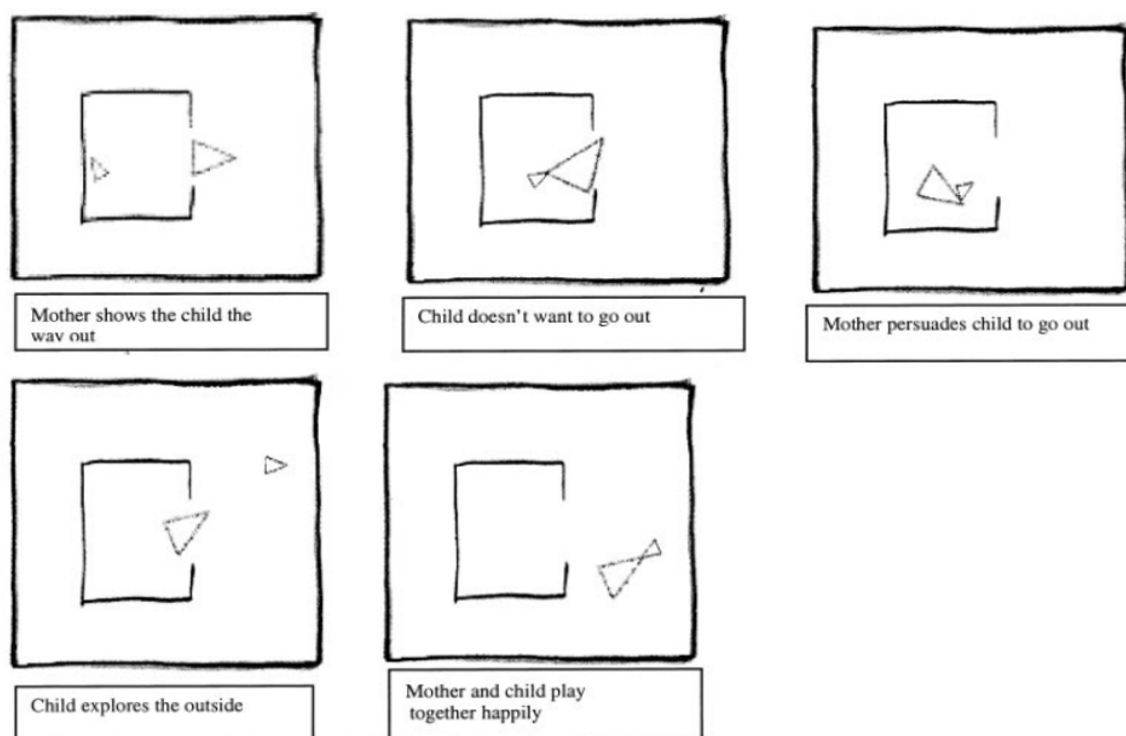 Mother shows the child the
way out
Child doesn't want to go out
Mother persuades child to go out
Child explores the outside
Mother and child play
together happily